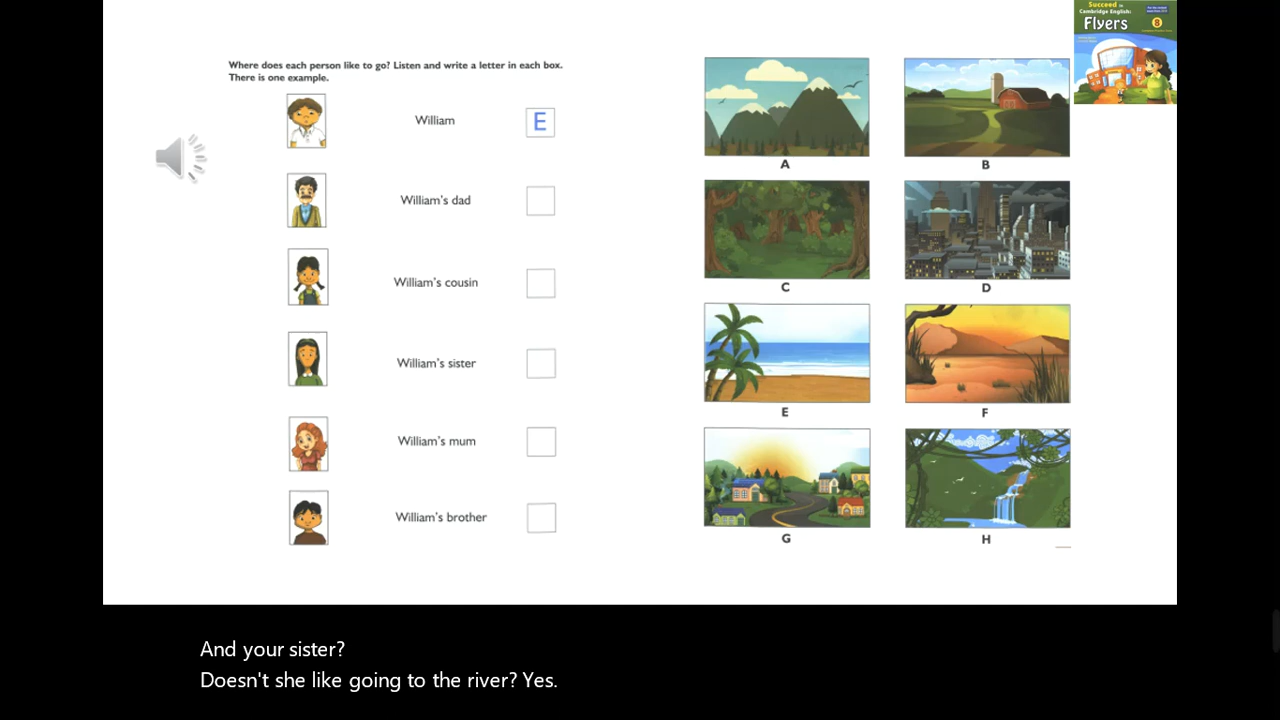 Succeed in
Cambridge English:
Flyers
8
Where does each person like to go? Listen and write a letter in each box.
There is one example.
William
E
William's dad
William's cousin
William's sister
William's mum
William's brother
A
B
C
D
E
F
G
H
And your sister?
Doesn't she like going to the river? Yes.